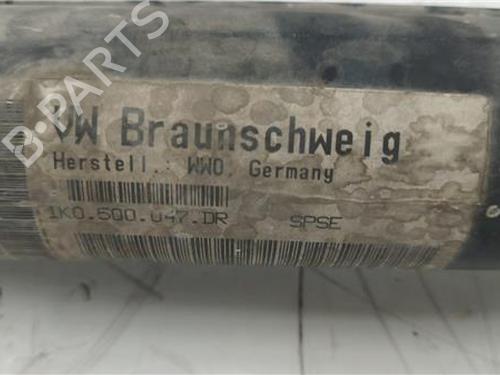 B-PARTS
VW Braunschweig
Herstell.: WWO, Germany
1K0.500.047.DR SPSE